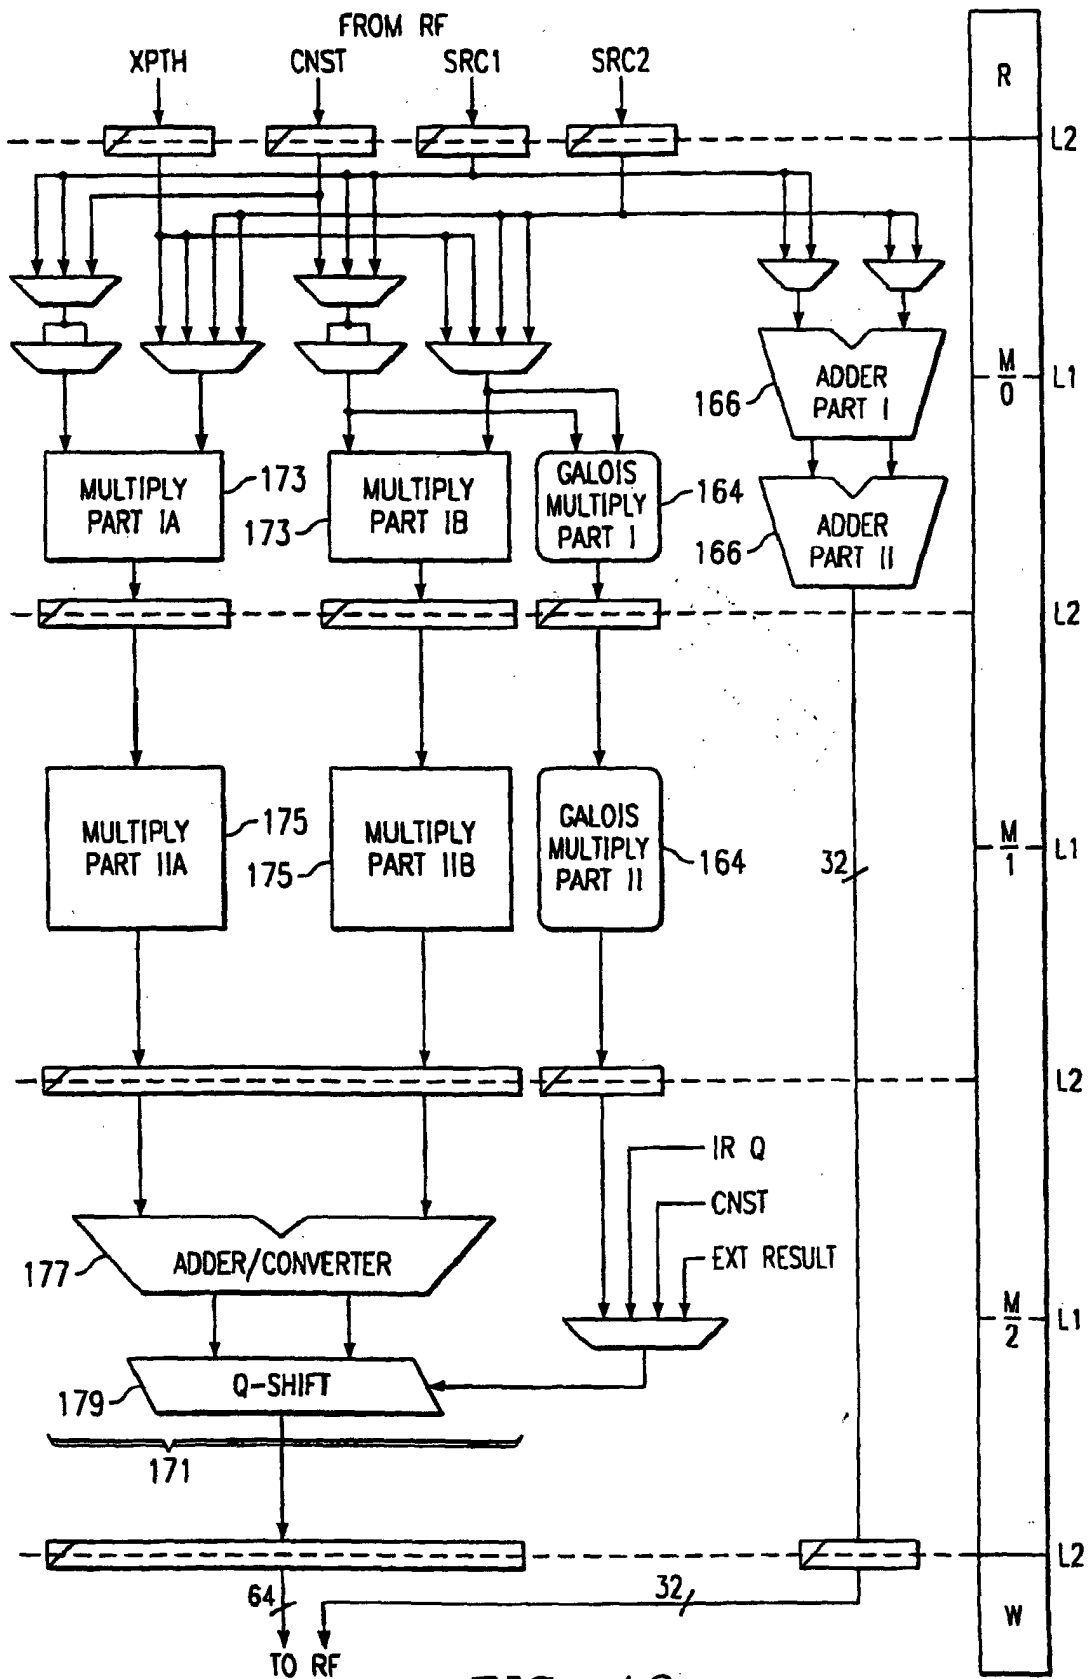 FROM RF
XPTH
CNST
SRC1
SRC2
R
L2
M
0
L1
ADDER
PART I
166
MULTIPLY
PART IA
173
MULTIPLY
PART IB
173
GALOIS
MULTIPLY
PART I
164
ADDER
PART II
166
L2
MULTIPLY
PART IIA
175
MULTIPLY
PART IIB
175
GALOIS
MULTIPLY
PART II
164
32
M
1
L1
L2
IR Q
CNST
EXT RESULT
ADDER/CONVERTER
177
M
2
L1
Q-SHIFT
179
171
L2
64
32
W
TO RF